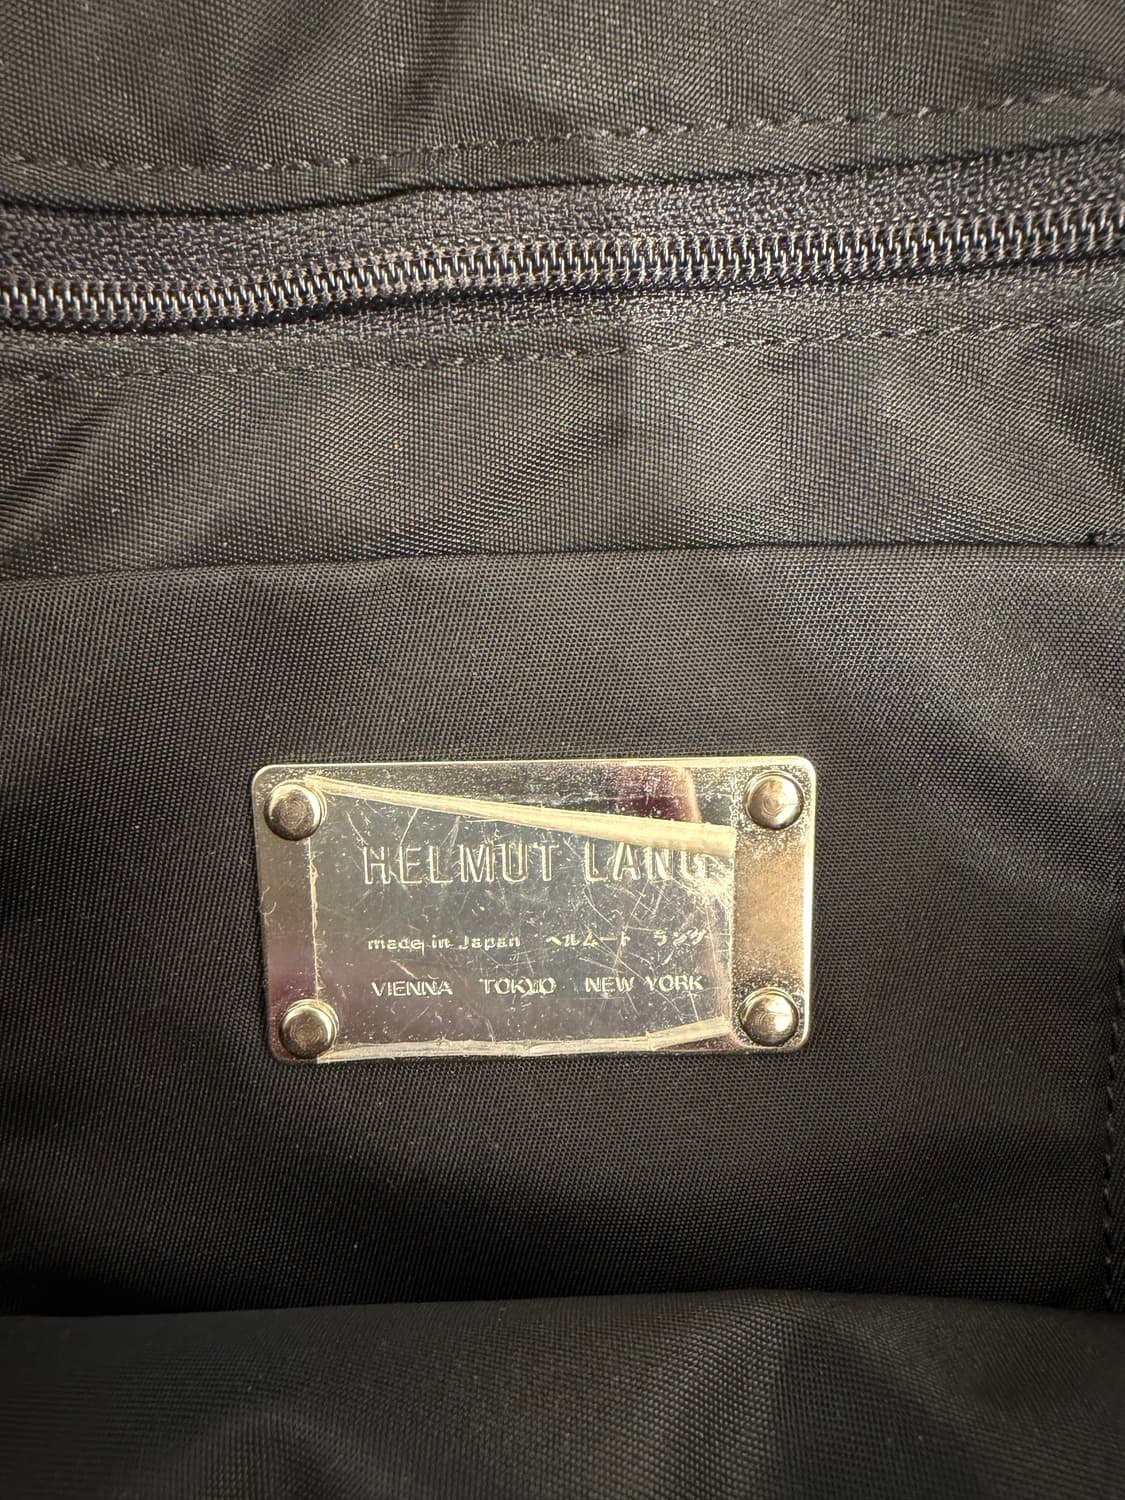 HELMUT LANG
made in Japan ヘルムート ラング
VIENNA TOKYO NEW YORK